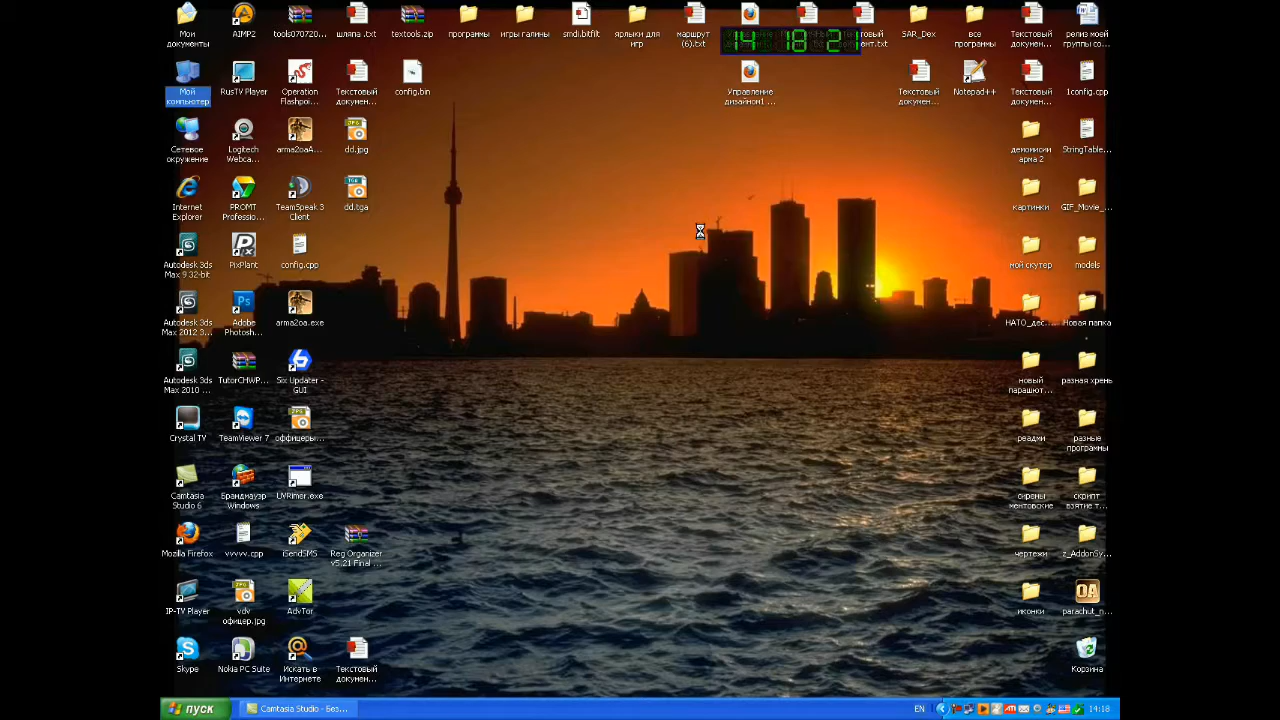 Мои
документы
AIMP2
tools070720...
шляпа .txt
textools.zip
программы
игры галины
smdi.bitfilt
ярлыки для
игр
маршрут
(6).txt
14 18 21
SAR_Dex
все
программы
Текстовый
докумен...
релиз моей
группы со...
Мой
компьютер
RusTV Player
Operation
Flashpoi...
Текстовый
докумен...
config.bin
Управление
дизайном1 ...
Текстовый
докумен...
Notepad++
Текстовый
докумен...
1config.cpp
Сетевое
окружение
Logitech
Webca...
arma2oaA...
dd.jpg
демомисии
арма 2
StringTable...
Internet
Explorer
PROMT
Professio...
TeamSpeak 3
Client
dd.tga
картинки
GIF_Movie_...
Autodesk 3ds
Max 9 32-bit
PixPlant
config.cpp
мой скутер
models
Autodesk 3ds
Max 2012 3...
Adobe
Photosh...
arma2oa.exe
НАТО_дес...
Новая папка
Autodesk 3ds
Max 2010 ...
TutorCHWP...
Six Updater -
GUI
новый
парашют...
разная хрень
Crystal TV
TeamViewer 7
оффицеры...
реадми
разные
программы
Camtasia
Studio 6
Брандмауэр
Windows
UVRimer.exe
сирены
ментовские
скрипт
взятие т...
Mozilla Firefox
vvvvv.cpp
iSendSMS
Reg Organizer
v5.21 Final ...
чертежи
z_AddonSy...
IP-TV Player
vdv
офицер.jpg
AdvTor
иконки
parachut_n...
Skype
Nokia PC Suite
Искать в
Интернете
Текстовый
докумен...
Корзина
пуск
Camtasia Studio - Без...
EN
14:18